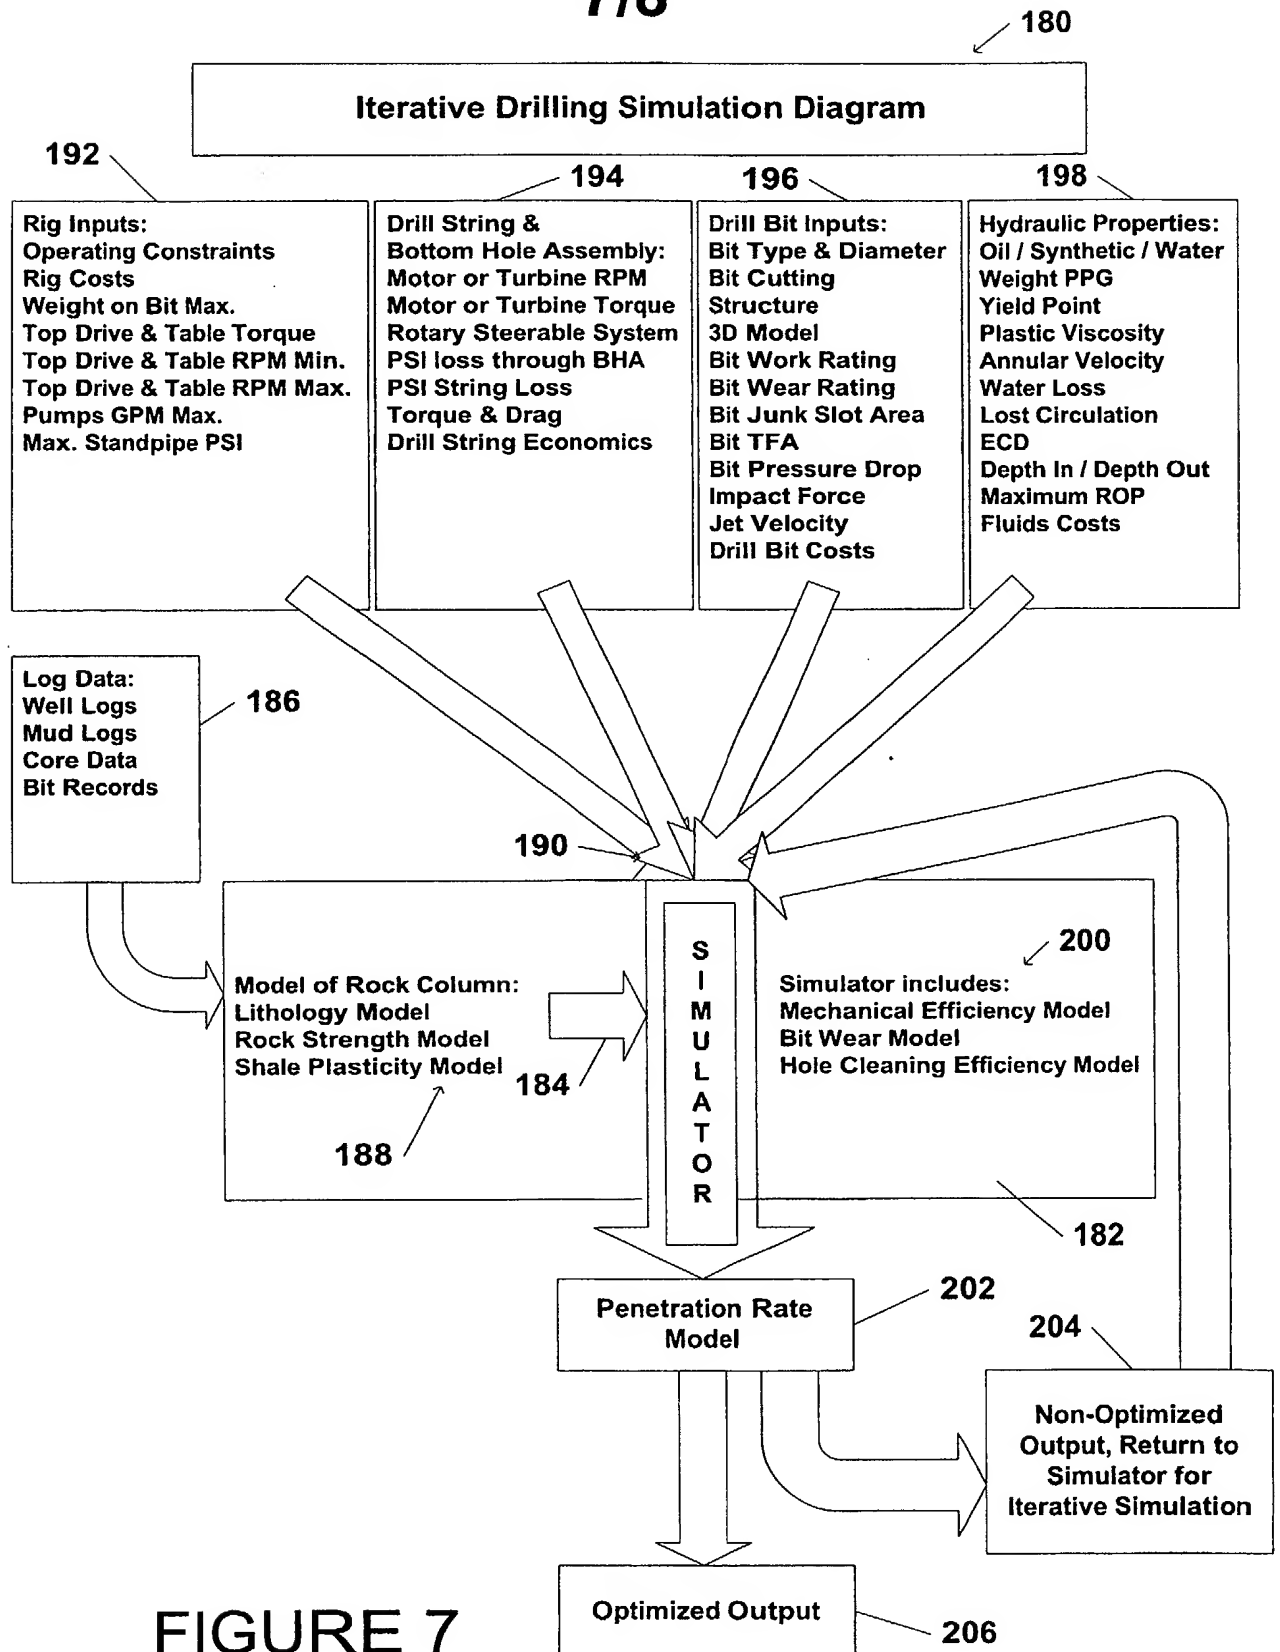 7/8
180
Iterative Drilling Simulation Diagram
192
194
196
198
Rig Inputs:
Operating Constraints
Rig Costs
Weight on Bit Max.
Top Drive & Table Torque
Top Drive & Table RPM Min.
Top Drive & Table RPM Max.
Pumps GPM Max.
Max. Standpipe PSI
Drill String &
Bottom Hole Assembly:
Motor or Turbine RPM
Motor or Turbine Torque
Rotary Steerable System
PSI loss through BHA
PSI String Loss
Torque & Drag
Drill String Economics
Drill Bit Inputs:
Bit Type & Diameter
Bit Cutting
Structure
3D Model
Bit Work Rating
Bit Wear Rating
Bit Junk Slot Area
Bit TFA
Bit Pressure Drop
Impact Force
Jet Velocity
Drill Bit Costs
Hydraulic Properties:
Oil / Synthetic / Water
Weight PPG
Yield Point
Plastic Viscosity
Annular Velocity
Water Loss
Lost Circulation
ECD
Depth In / Depth Out
Maximum ROP
Fluids Costs
Log Data:
Well Logs
Mud Logs
Core Data
Bit Records
186
190
Model of Rock Column:
Lithology Model
Rock Strength Model
Shale Plasticity Model
184
188
SIMULATOR
200
Simulator includes:
Mechanical Efficiency Model
Bit Wear Model
Hole Cleaning Efficiency Model
182
Penetration Rate
Model
202
204
Non-Optimized
Output, Return to
Simulator for
Iterative Simulation
Optimized Output
206
FIGURE 7